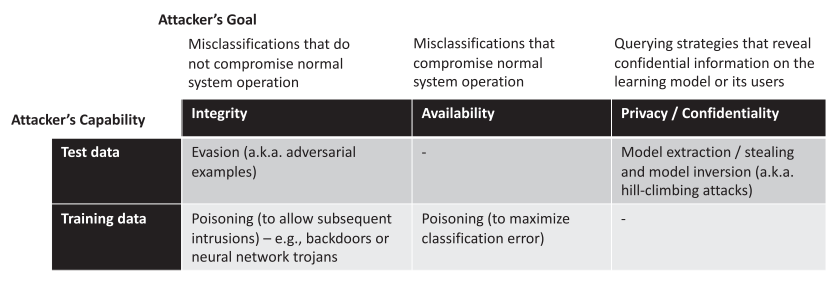 Attacker's Goal
Misclassifications that do
not compromise normal
system operation
Misclassifications that
compromise normal
system operation
Querying strategies that reveal
confidential information on the
learning model or its users
Attacker's Capability
Integrity
Availability
Privacy / Confidentiality
Test data
Evasion (a.k.a. adversarial
examples)
-
Model extraction / stealing
and model inversion (a.k.a.
hill-climbing attacks)
Training data
Poisoning (to allow subsequent
intrusions) – e.g., backdoors or
neural network trojans
Poisoning (to maximize
classification error)
-